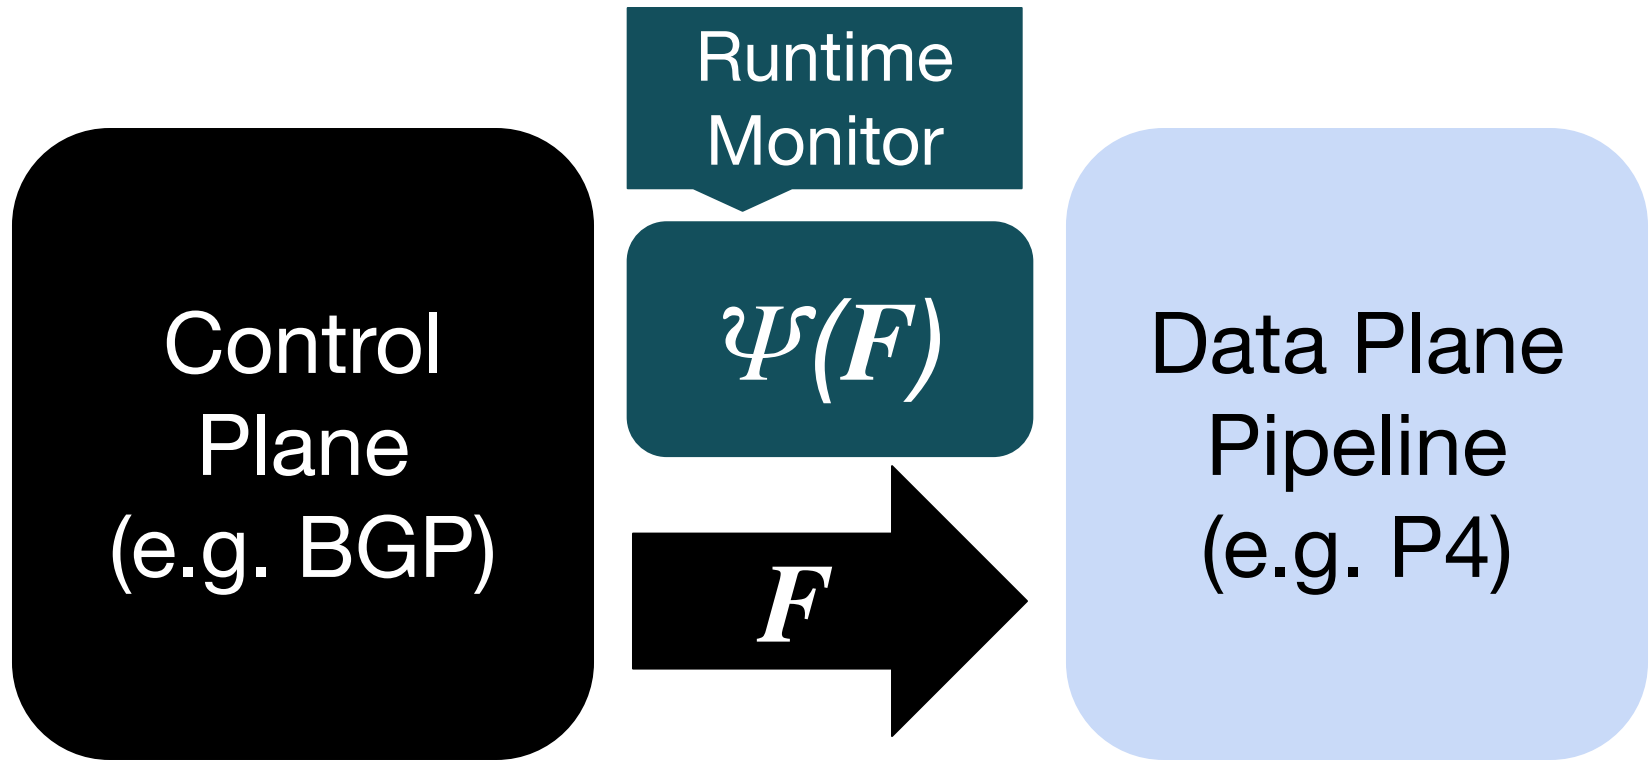 Runtime
Monitor
Control
Plane
(e.g. BGP)
Ψ(F)
F
Data Plane
Pipeline
(e.g. P4)